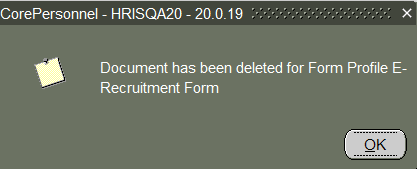 CorePersonnel - HRISQA20 - 20.0.19
Document has been deleted for Form Profile E-
Recruitment Form
OK